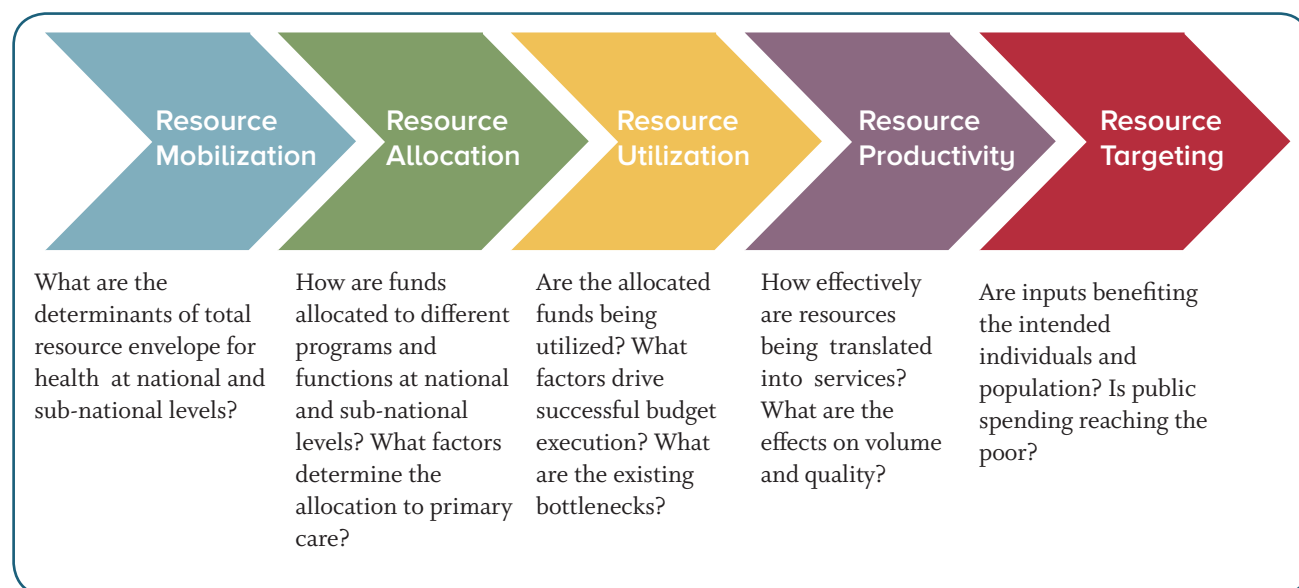 Resource
Mobilization
Resource
Allocation
Resource
Utilization
Resource
Productivity
Resource
Targeting
What are the
determinants of total
resource envelope for
health at national and
sub-national levels?
How are funds
allocated to different
programs and
functions at national
and sub-national
levels? What factors
determine the
allocation to primary
care?
Are the allocated
funds being
utilized? What
factors drive
successful budget
execution? What
are the existing
bottlenecks?
How effectively
are resources
being translated
into services?
What are the
effects on volume
and quality?
Are inputs benefiting
the intended
individuals and
population? Is public
spending reaching the
poor?